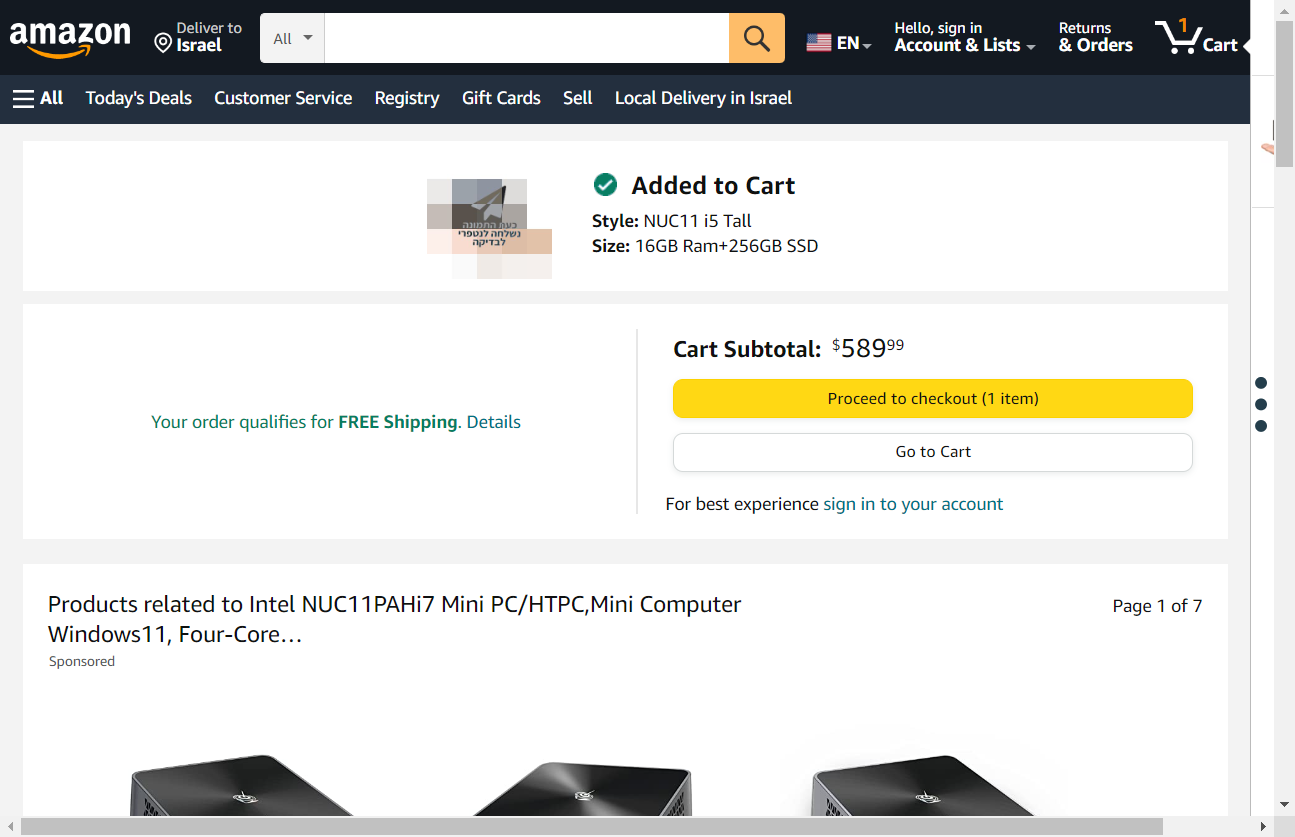 amazon
Deliver to
Israel
All
EN
Hello, sign in
Account & Lists
Returns
& Orders
1
Cart
All
Today's Deals
Customer Service
Registry
Gift Cards
Sell
Local Delivery in Israel
כעת התמונה
נשלחה לנטפרי
לבדיקה
Added to Cart
Style: NUC11 i5 Tall
Size: 16GB Ram+256GB SSD
Your order qualifies for FREE Shipping. Details
Cart Subtotal: $589 99
Proceed to checkout (1 item)
Go to Cart
For best experience sign in to your account
Products related to Intel NUC11PAHi7 Mini PC/HTPC,Mini Computer
Windows11, Four-Core…
Page 1 of 7
Sponsored